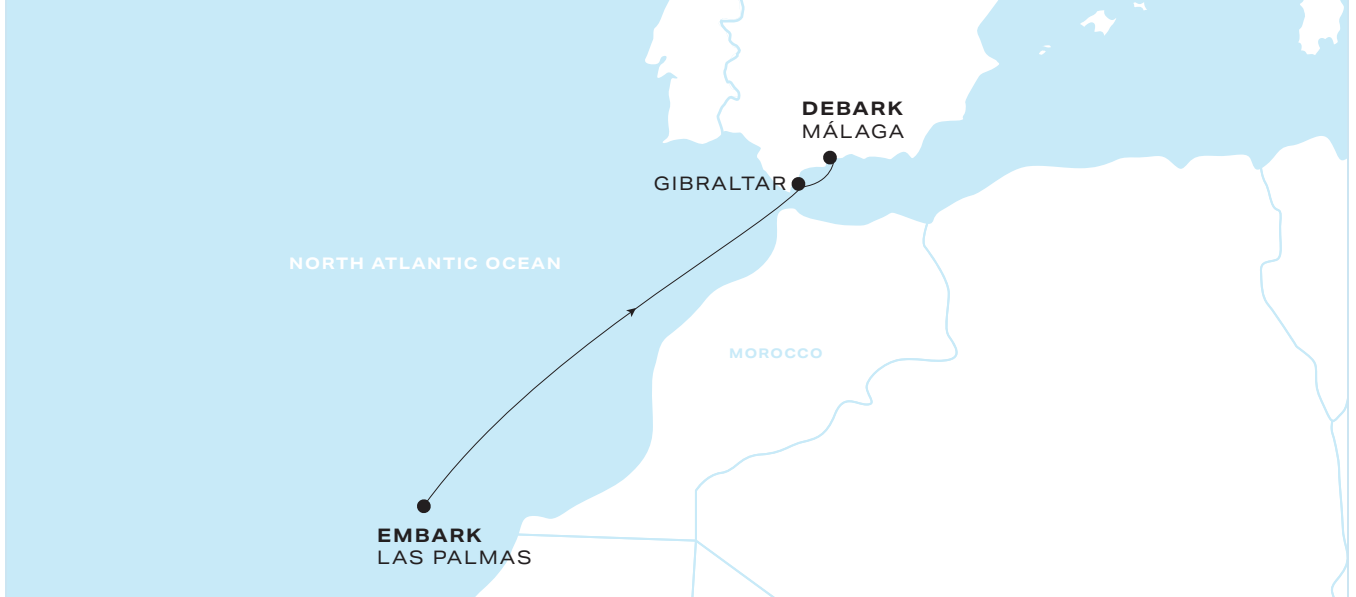 DEBARK
MÁLAGA
GIBRALTAR
NORTH ATLANTIC OCEAN
MOROCCO
EMBARK
LAS PALMAS